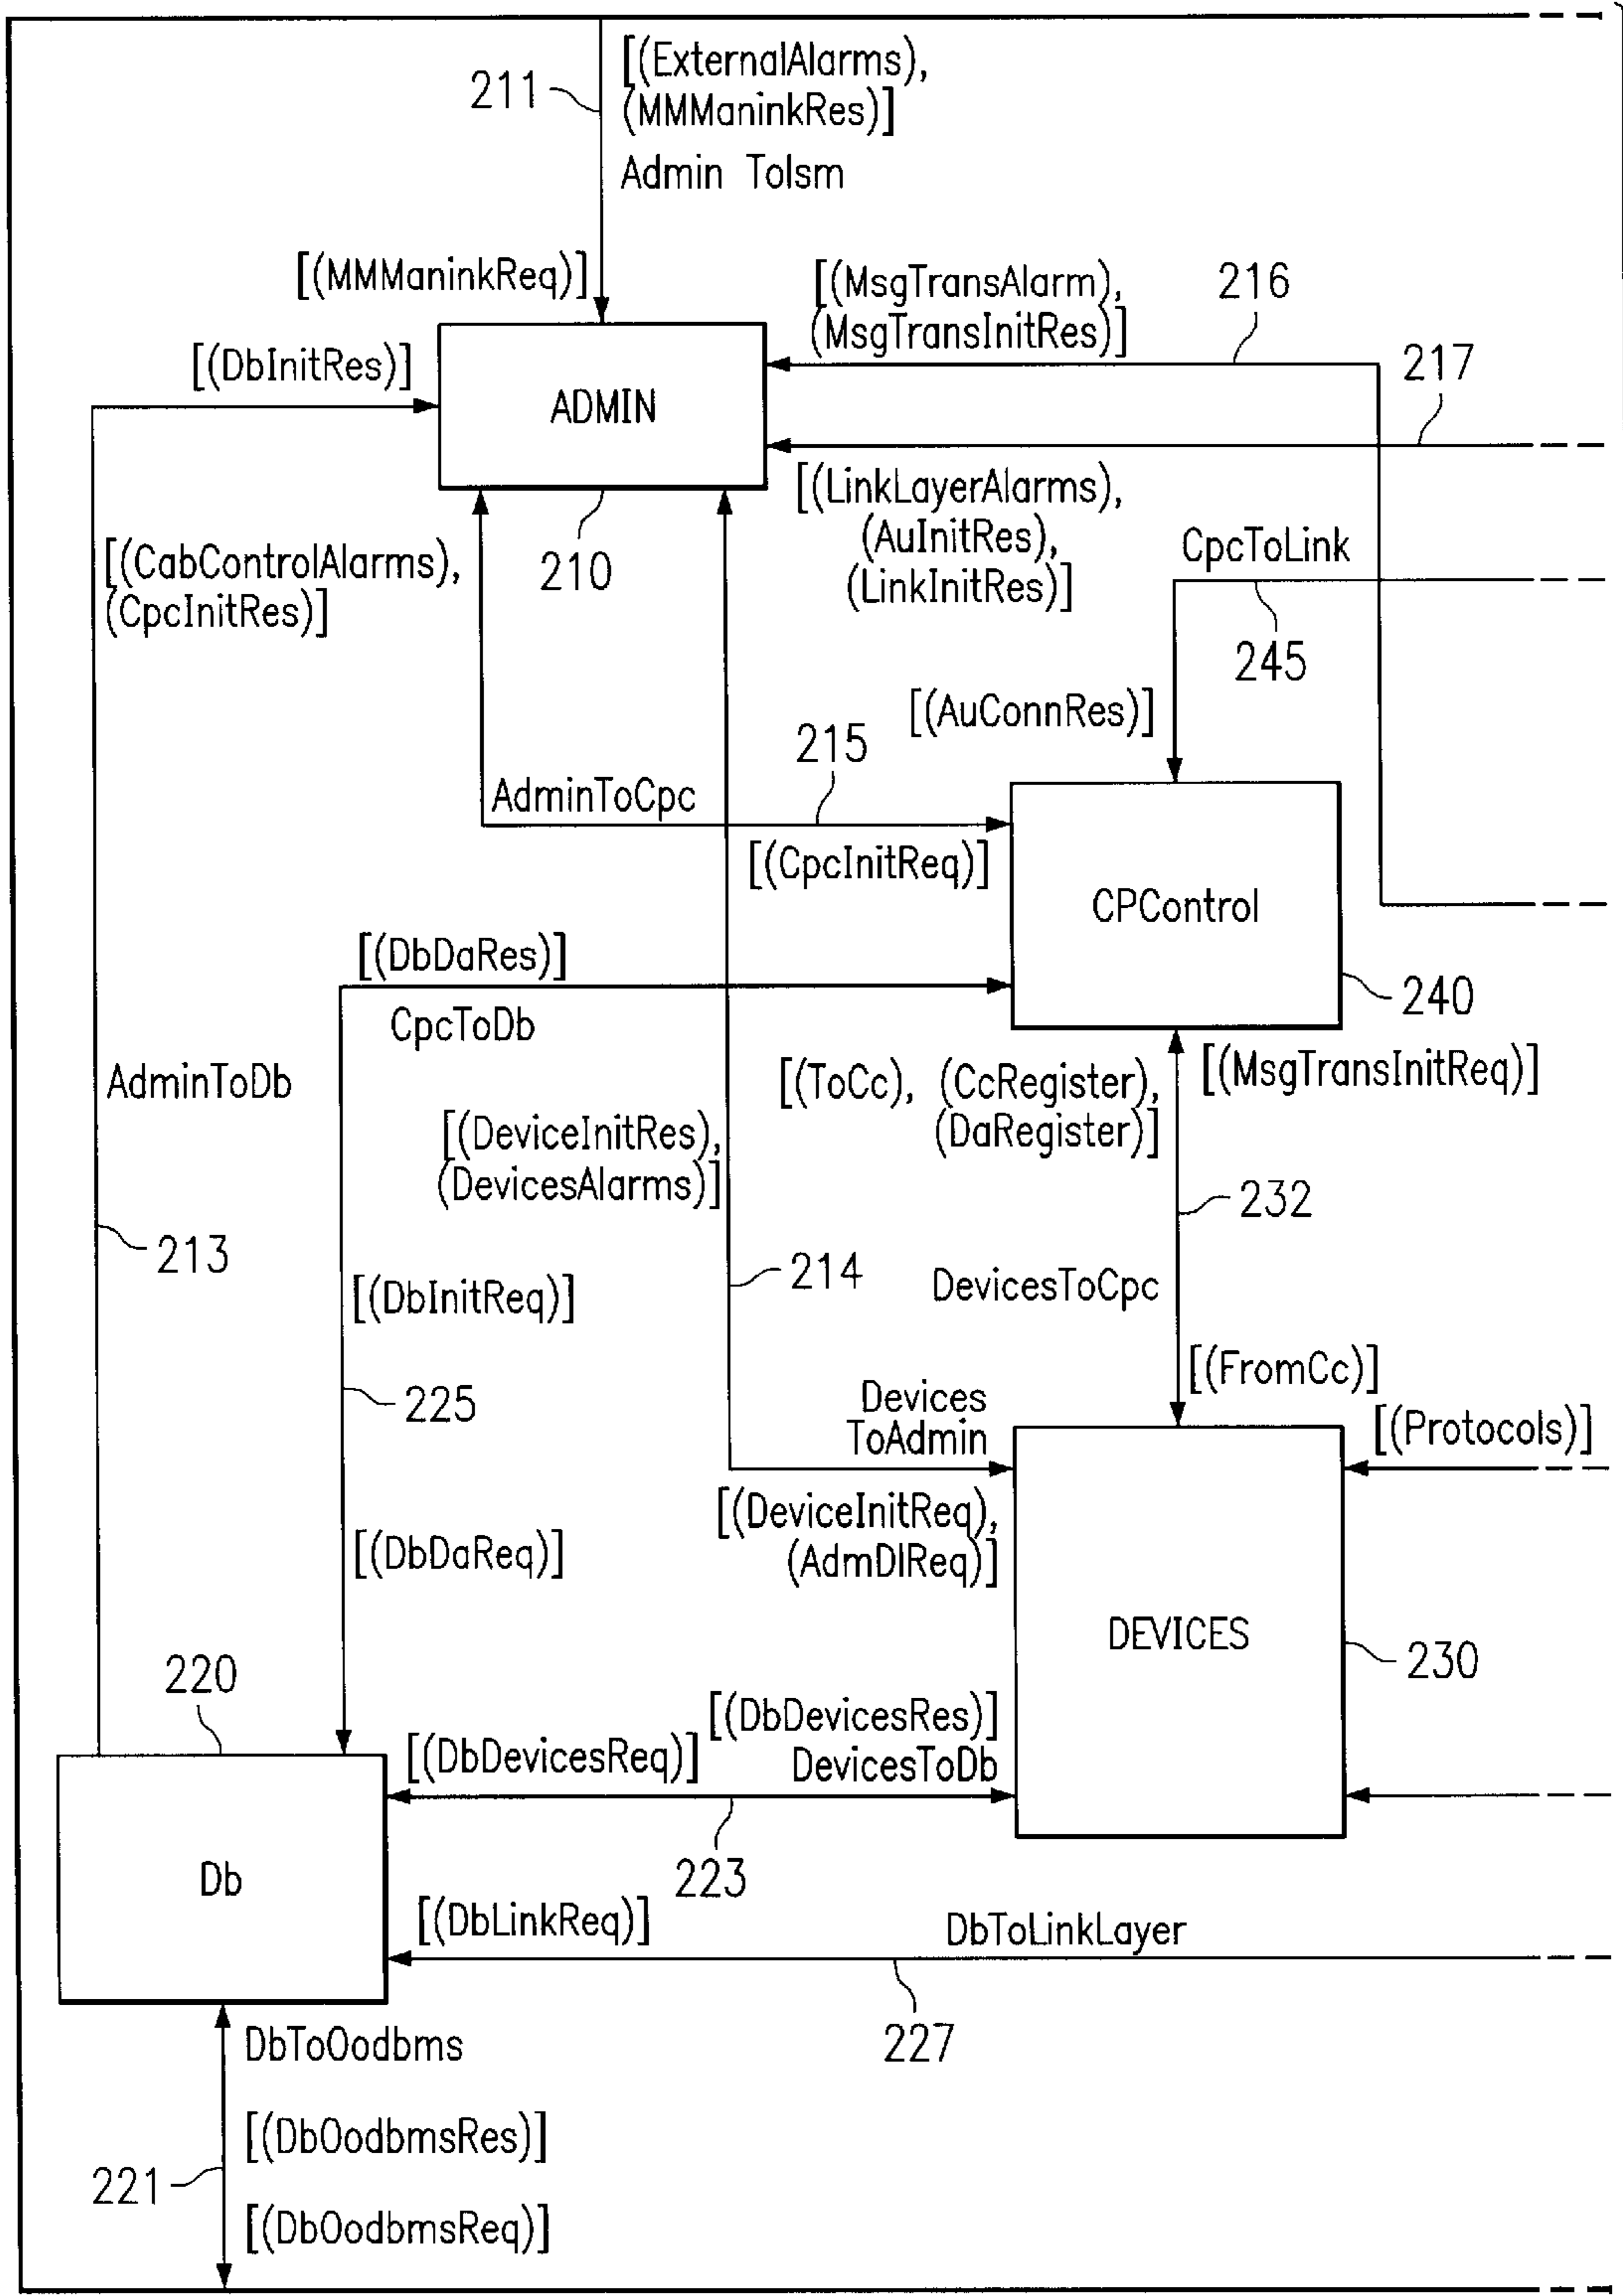 [(ExternalAlarms),
(MMManinkRes)]
211
Admin ToIsm
[(MMManinkReq)]
[(MsgTransAlarm),
(MsgTransInitRes)]
216
[(DbInitRes)]
217
ADMIN
[(LinkLayerAlarms),
(AuInitRes),
(LinkInitRes)]
[(CabControlAlarms),
(CpcInitRes)]
210
CpcToLink
245
[(AuConnRes)]
215
AdminToCpc
[(CpcInitReq)]
CPControl
[(DbDaRes)]
240
CpcToDb
AdminToDb
[(ToCc), (CcRegister),
(DaRegister)]
[(MsgTransInitReq)]
[(DeviceInitRes),
(DevicesAlarms)]
232
213
214
DevicesToCpc
[(DbInitReq)]
[(FromCc)]
225
Devices
ToAdmin
[(Protocols)]
[(DeviceInitReq),
(AdmDlReq)]
[(DbDaReq)]
DEVICES
230
220
[(DbDevicesRes)]
[(DbDevicesReq)]
DevicesToDb
223
Db
[(DbLinkReq)]
DbToLinkLayer
227
DbToOodbms
[(DbOodbmsRes)]
221
[(DbOodbmsReq)]